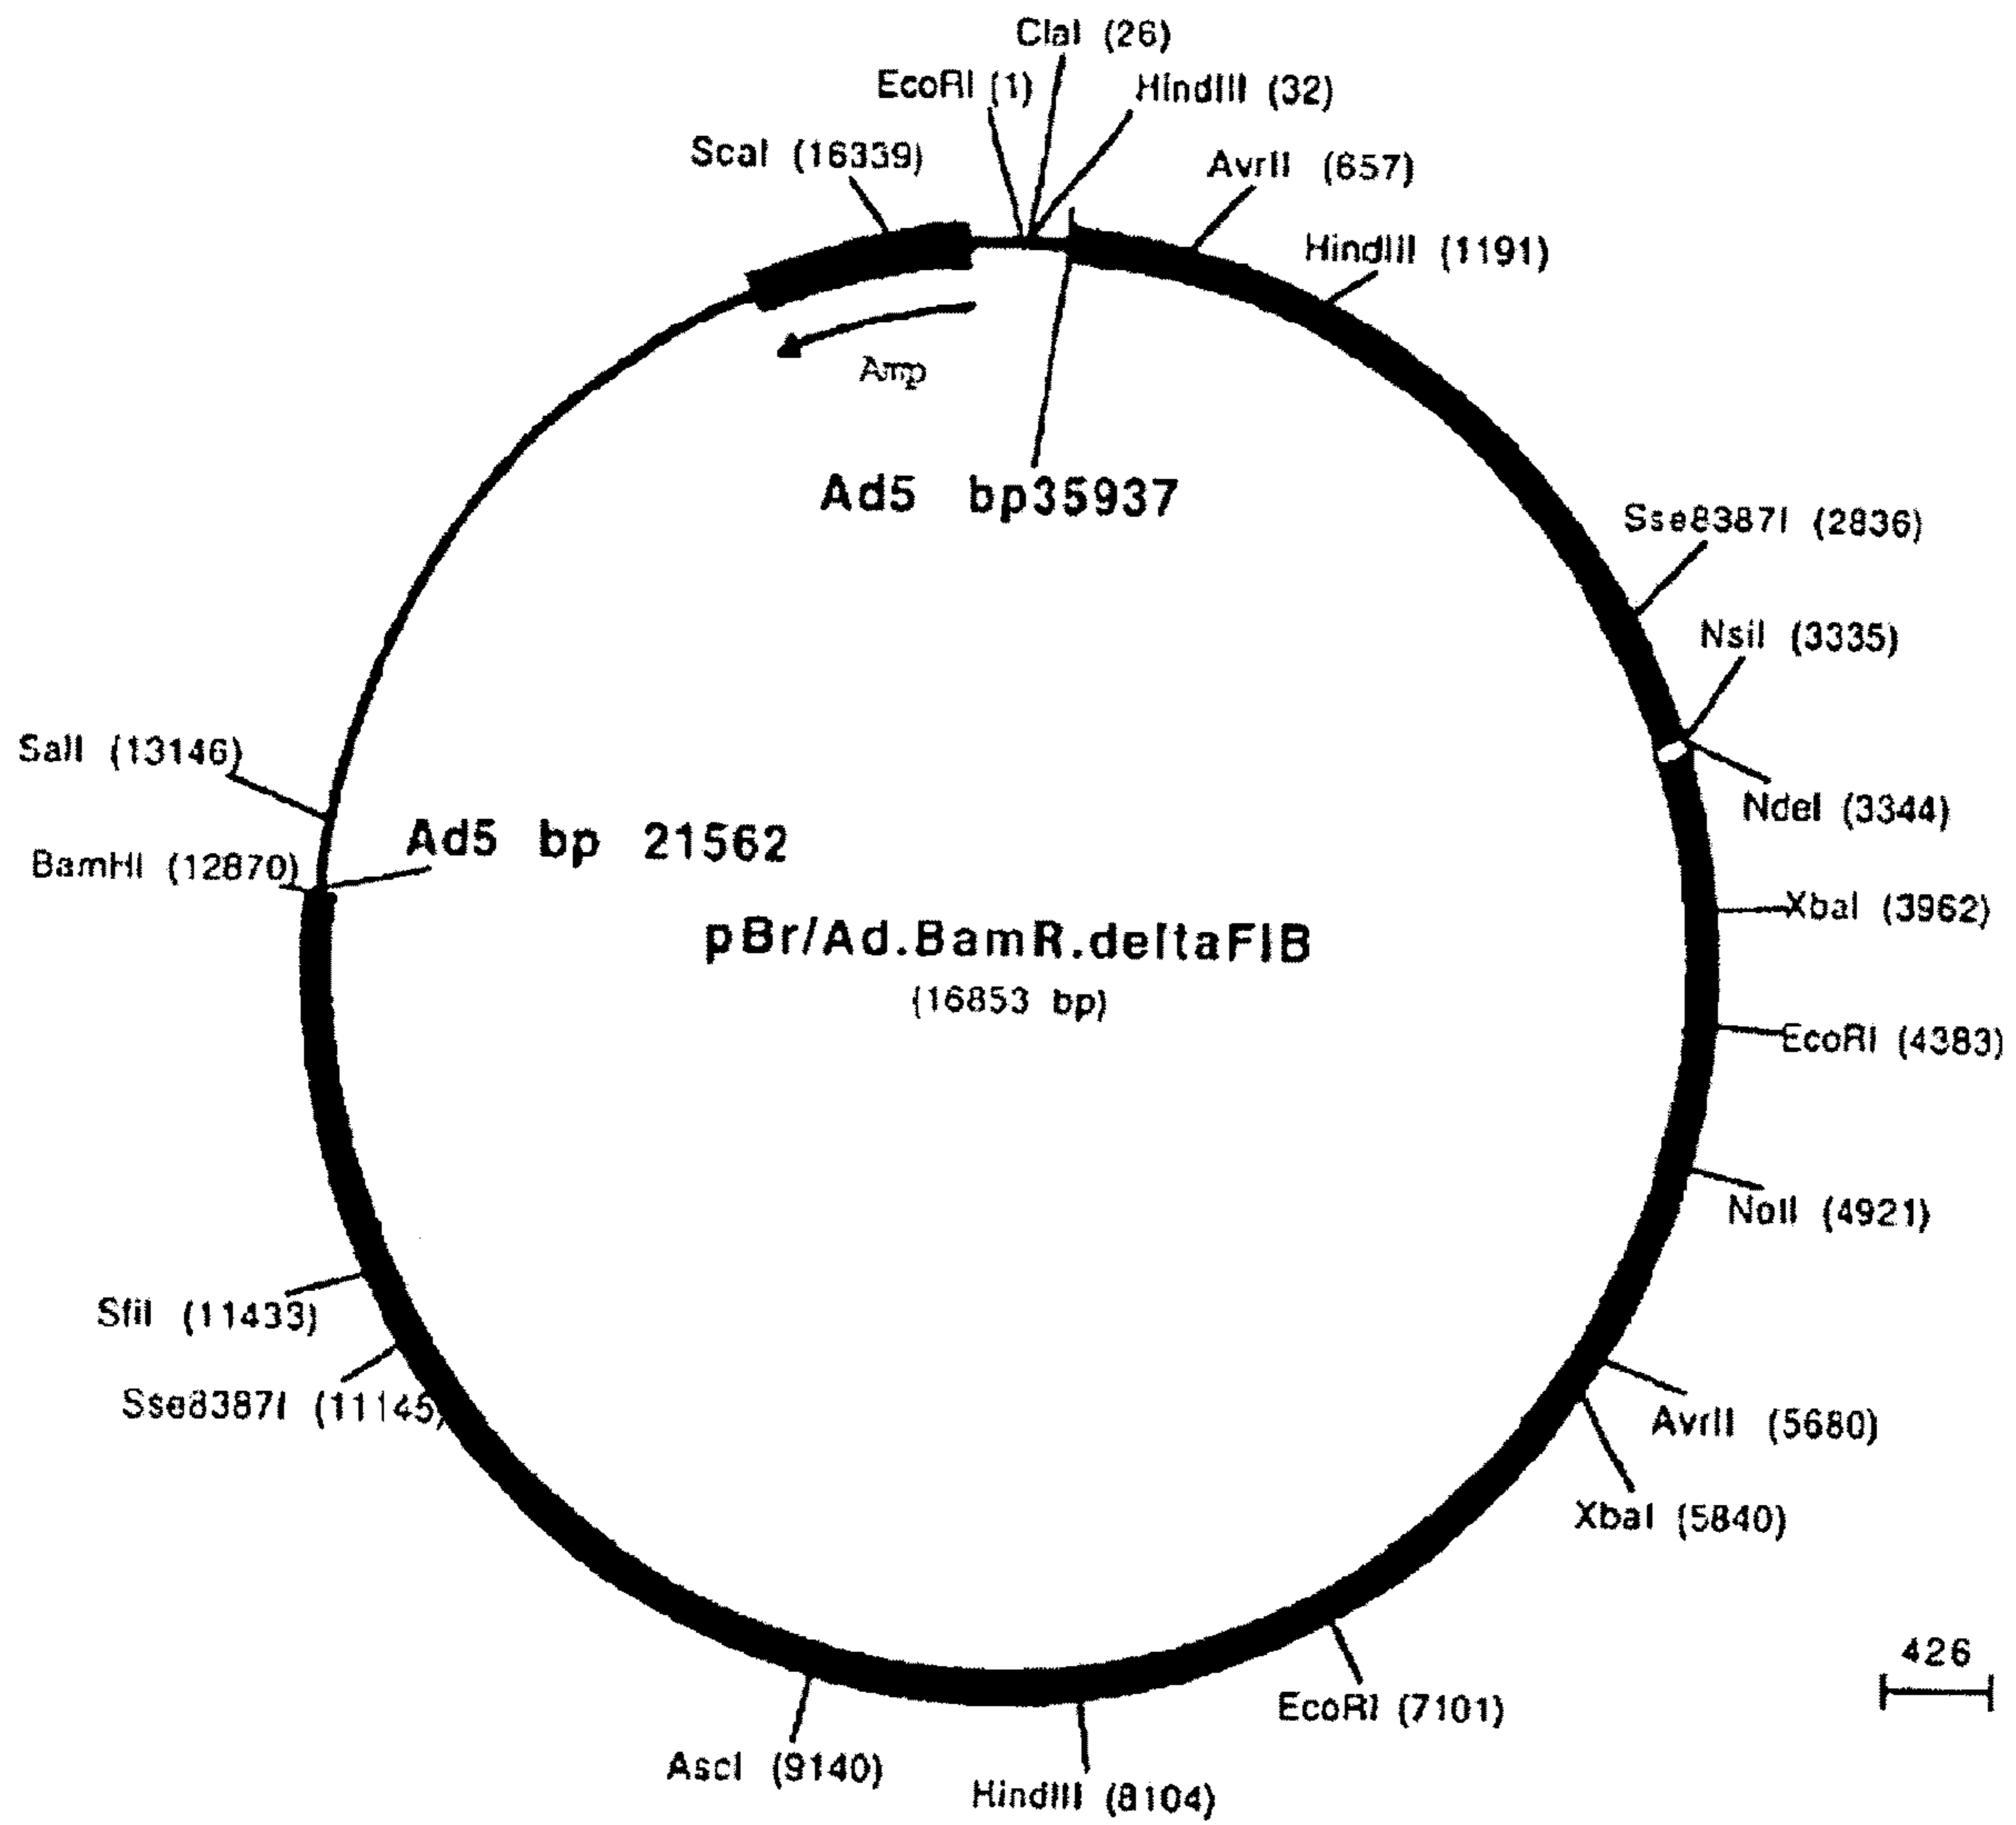 ClaI (26)
EcoRI (1)
HindIII (32)
ScaI (16339)
AvrII (657)
HindIII (1191)
Amp
Ad5 bp35937
Sse8387I (2836)
NsiI (3335)
SalI (13146)
NdeI (3344)
Ad5 bp 21562
BamHI (12870)
XbaI (3962)
pBr/Ad.BamR.deltaFIB
(16853 bp)
EcoRI (4383)
NotI (4921)
SfiI (11433)
Sse8387I (11145)
AvrII (5680)
XbaI (5840)
426
EcoRI (7101)
AscI (9140)
HindIII (8104)